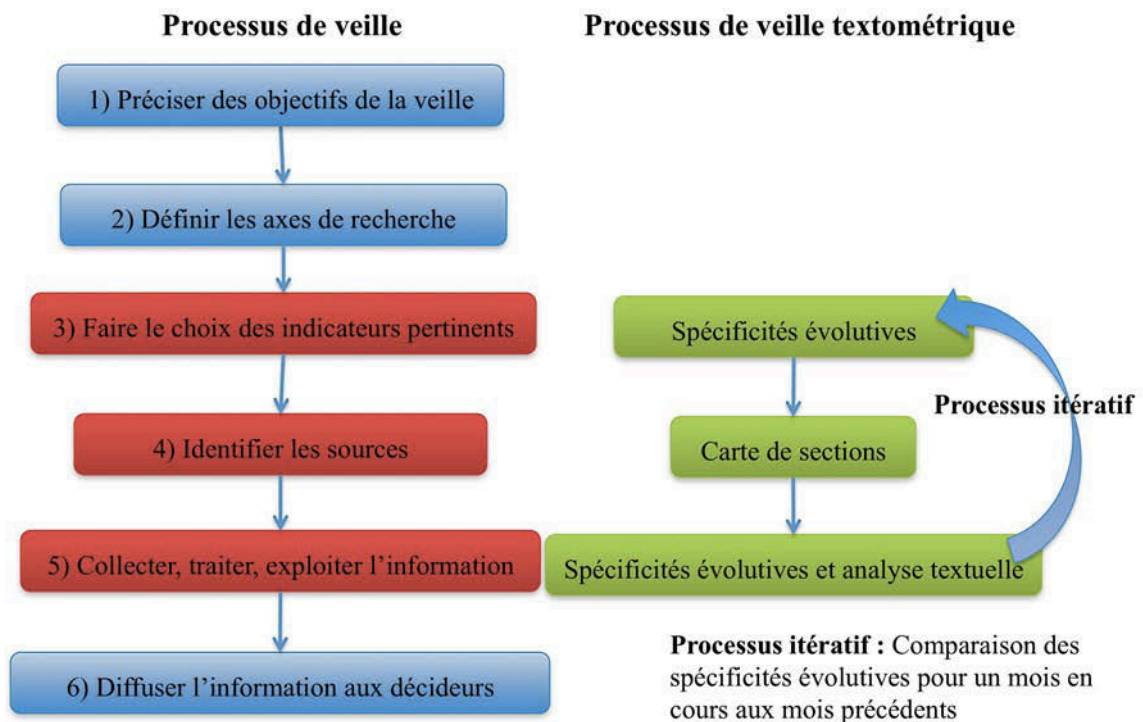 Processus de veille
Processus de veille textométrique
1) Préciser des objectifs de la veille
2) Définir les axes de recherche
3) Faire le choix des indicateurs pertinents
4) Identifier les sources
5) Collecter, traiter, exploiter l’information
6) Diffuser l’information aux décideurs
Spécificités évolutives
Processus itératif
Carte de sections
Spécificités évolutives et analyse textuelle
Processus itératif : Comparaison des
spécificités évolutives pour un mois en
cours aux mois précédents